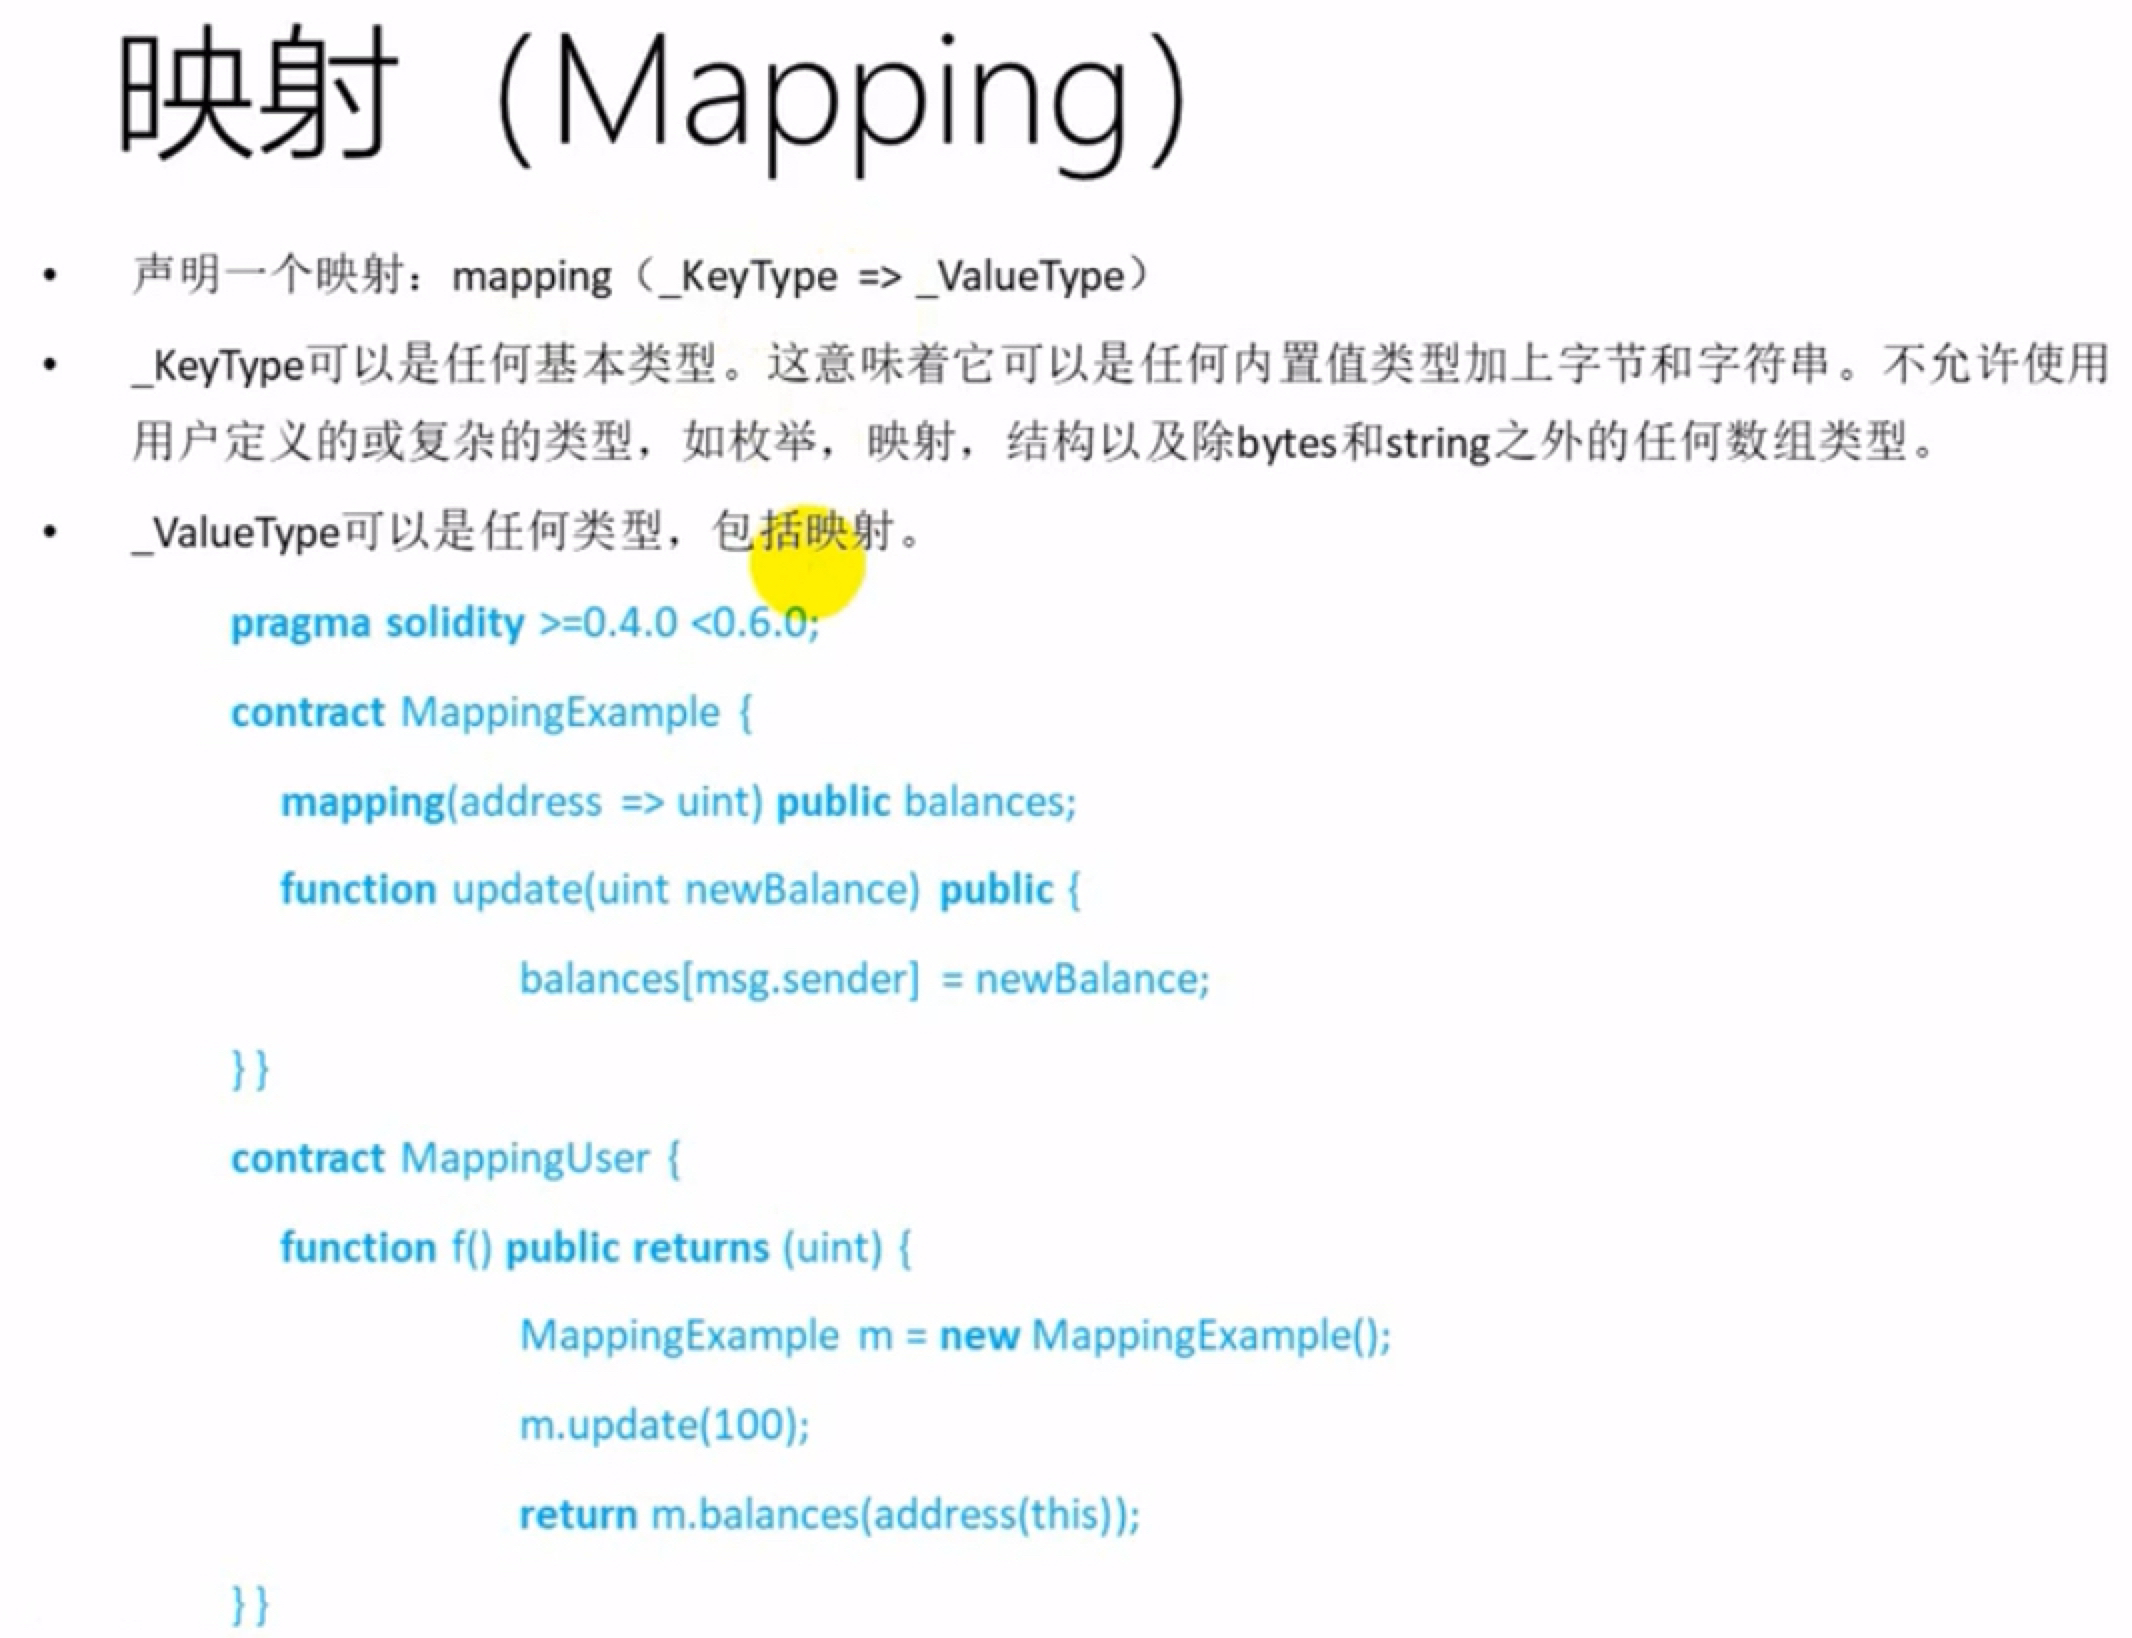 映射（Mapping）
• 声明一个映射：mapping（_KeyType => _ValueType）
• _KeyType可以是任何基本类型。这意味着它可以是任何内置值类型加上字节和字符串。不允许使用
用户定义的或复杂的类型，如枚举，映射，结构以及除bytes和string之外的任何数组类型。
• _ValueType可以是任何类型，包括映射。
pragma solidity >=0.4.0 <0.6.0;
contract MappingExample {
mapping(address => uint) public balances;
function update(uint newBalance) public {
balances[msg.sender] = newBalance;
}}
contract MappingUser {
function f() public returns (uint) {
MappingExample m = new MappingExample();
m.update(100);
return m.balances(address(this));
}}